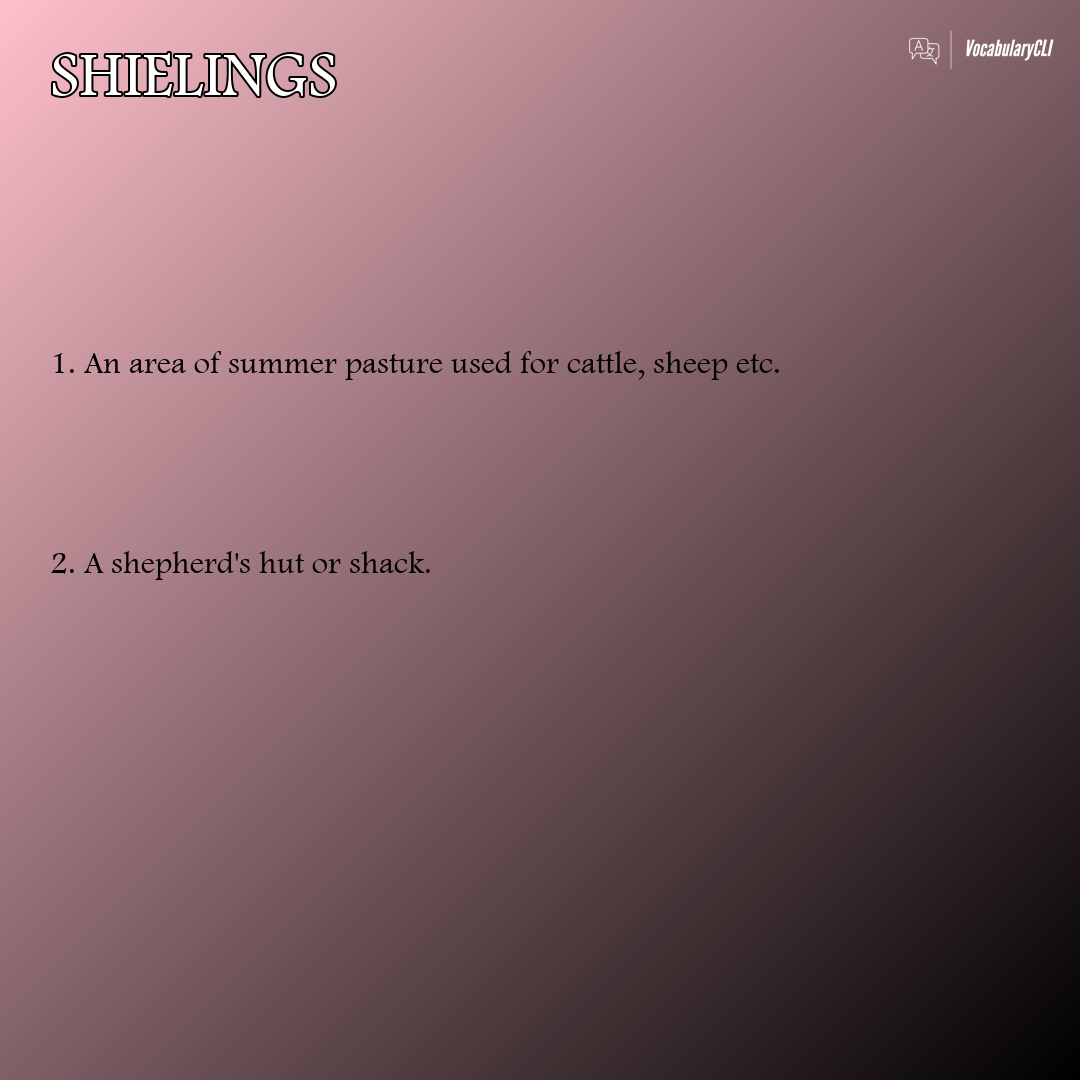 SHIELINGS
VocabularyCLI
1. An area of summer pasture used for cattle, sheep etc.
2. A shepherd's hut or shack.